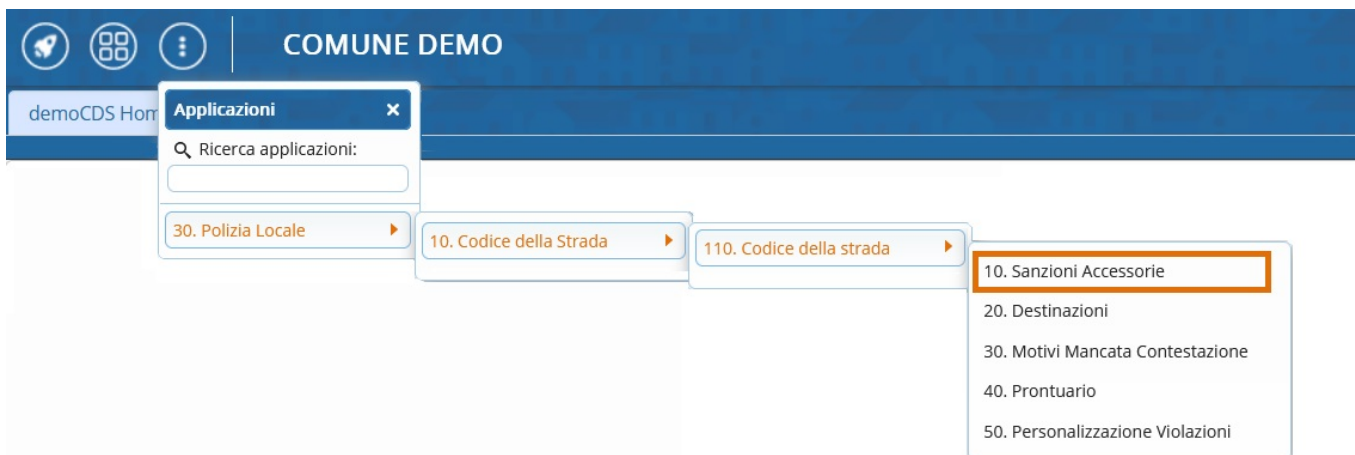 COMUNE DEMO
demoCDS Hom
Applicazioni
Ricerca applicazioni:
30. Polizia Locale
10. Codice della Strada
110. Codice della strada
10. Sanzioni Accessorie
20. Destinazioni
30. Motivi Mancata Contestazione
40. Prontuario
50. Personalizzazione Violazioni